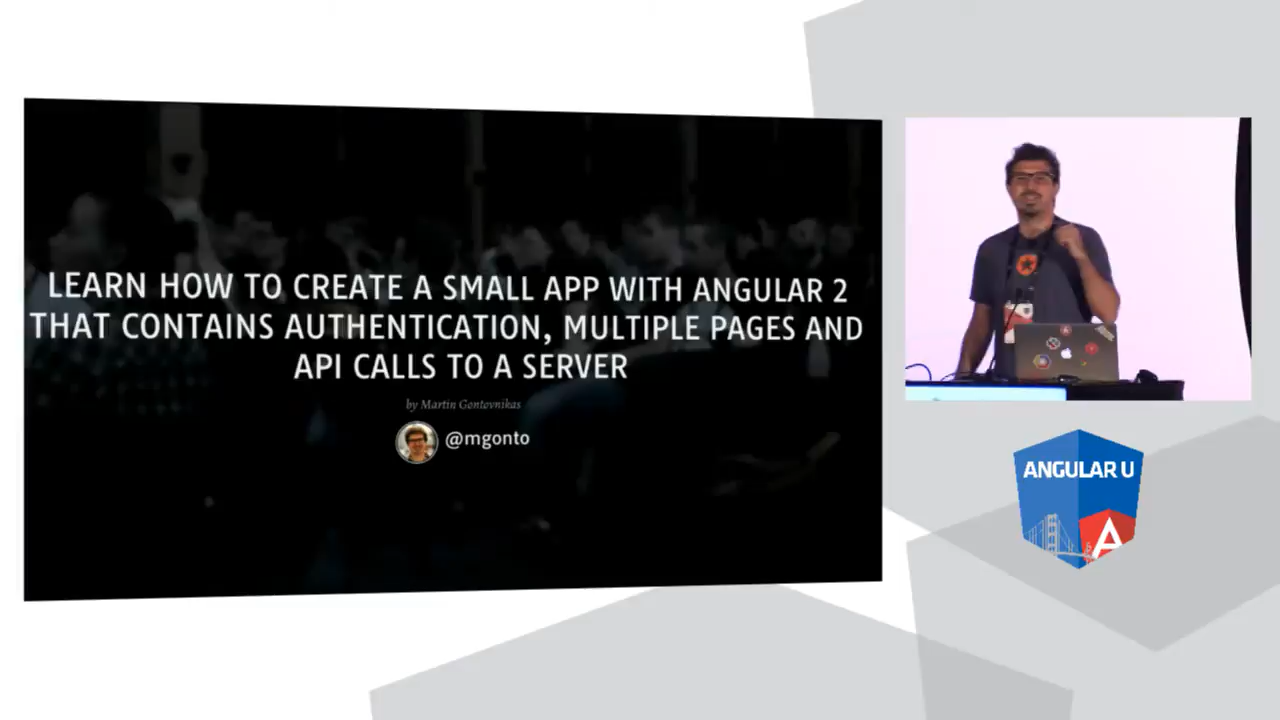 LEARN HOW TO CREATE A SMALL APP WITH ANGULAR 2
THAT CONTAINS AUTHENTICATION, MULTIPLE PAGES AND
API CALLS TO A SERVER
by Martin Gontovnikas
@mgonto
ANGULAR U
A